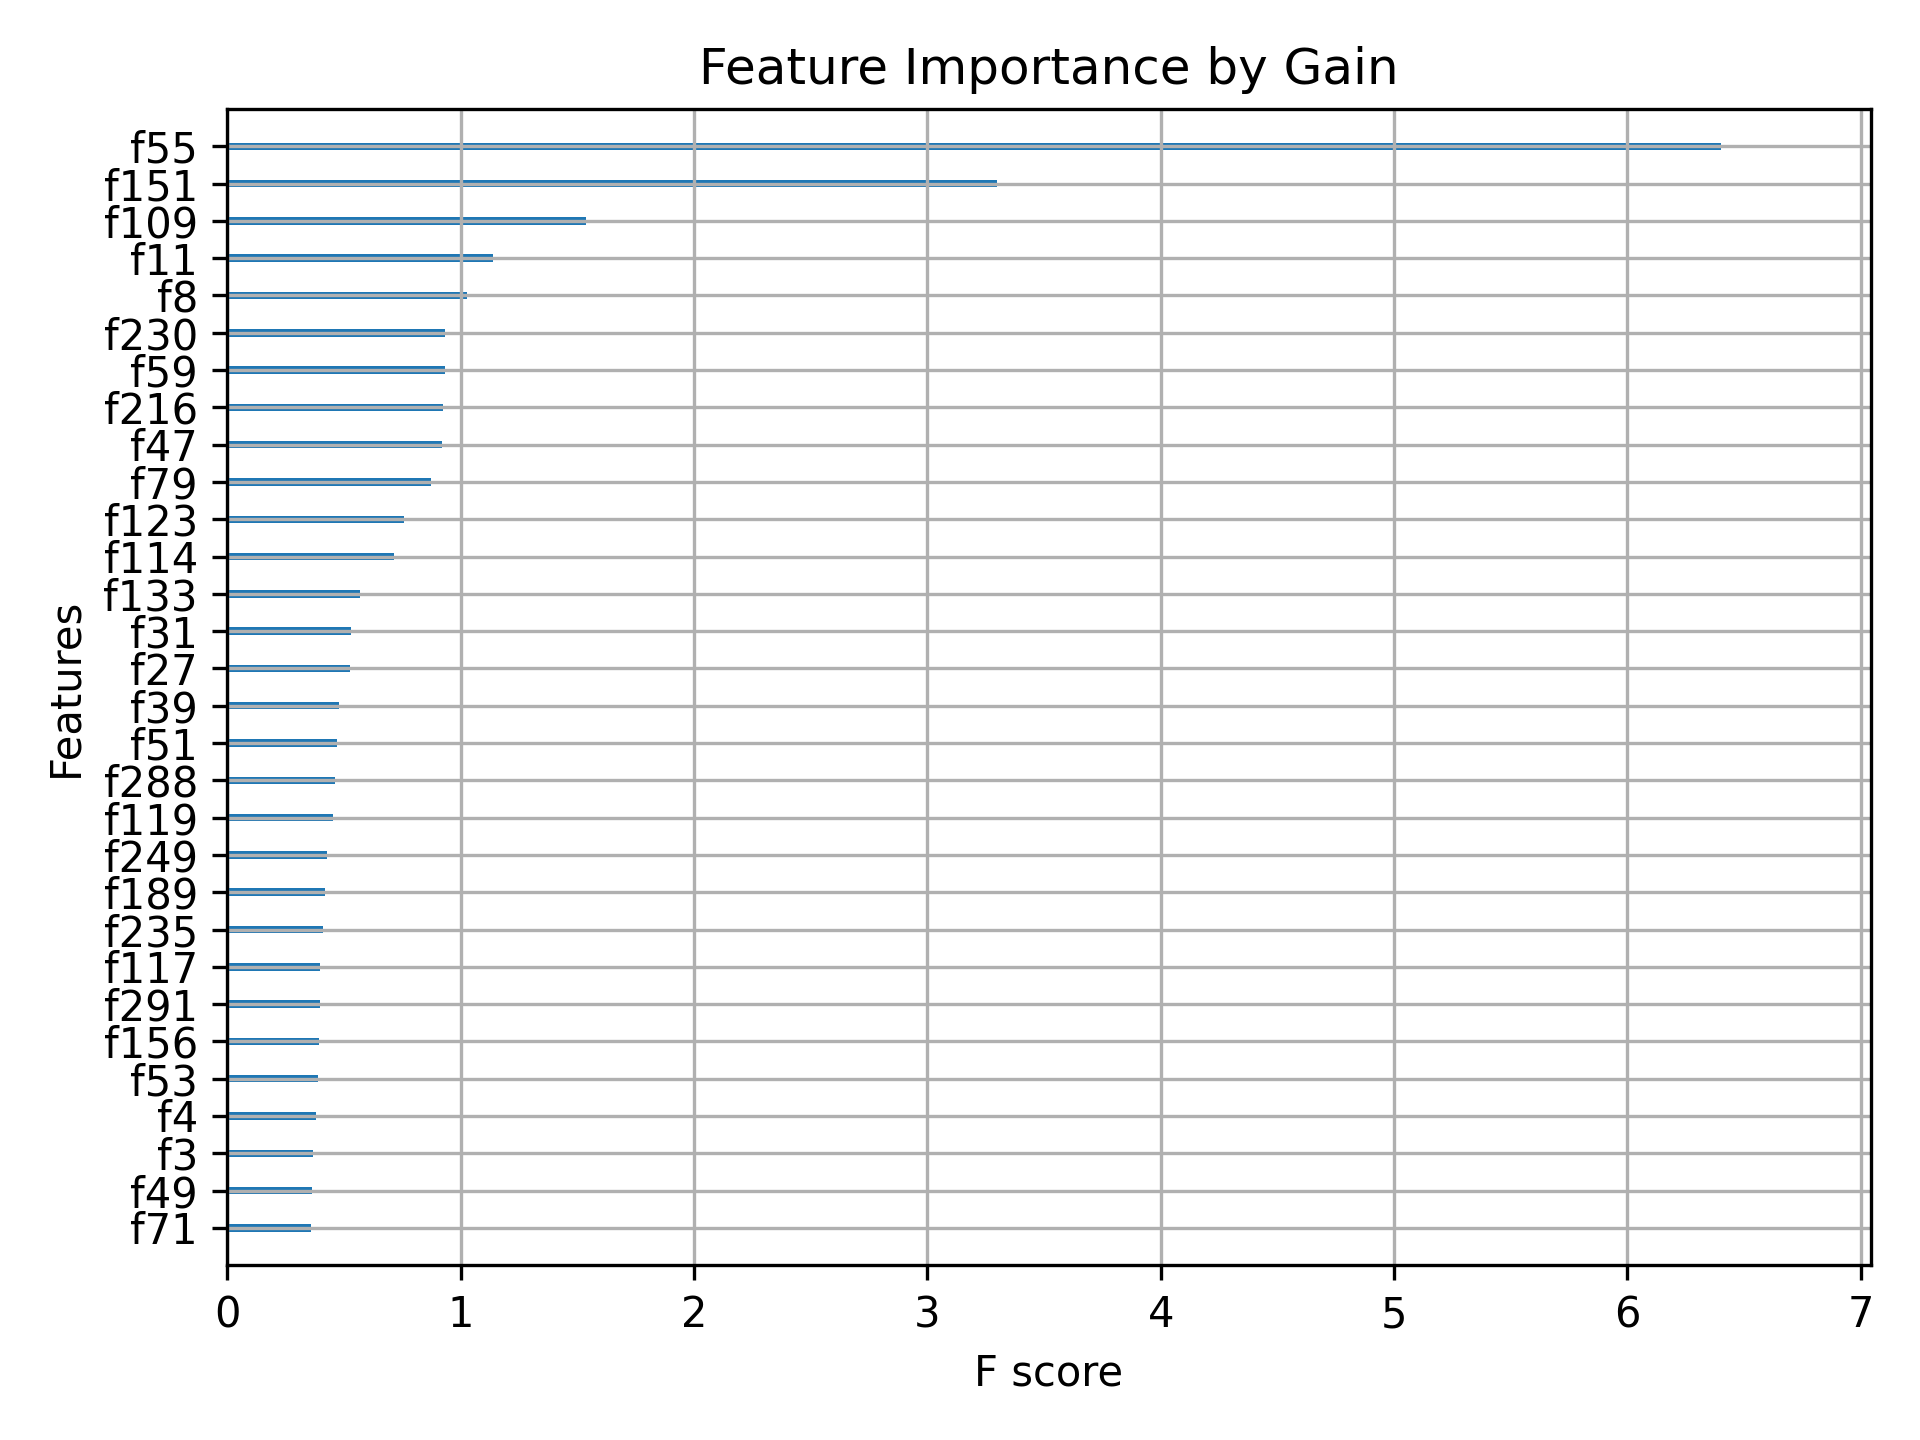 Feature Importance by Gain
f55
f151
f109
f11
f8
f230
f59
f216
f47
f79
f123
f114
f133
f31
f27
f39
f51
f288
f119
f249
f189
f235
f117
f291
f156
f53
f4
f3
f49
f71
Features
0 1 2 3 4 5 6 7
F score